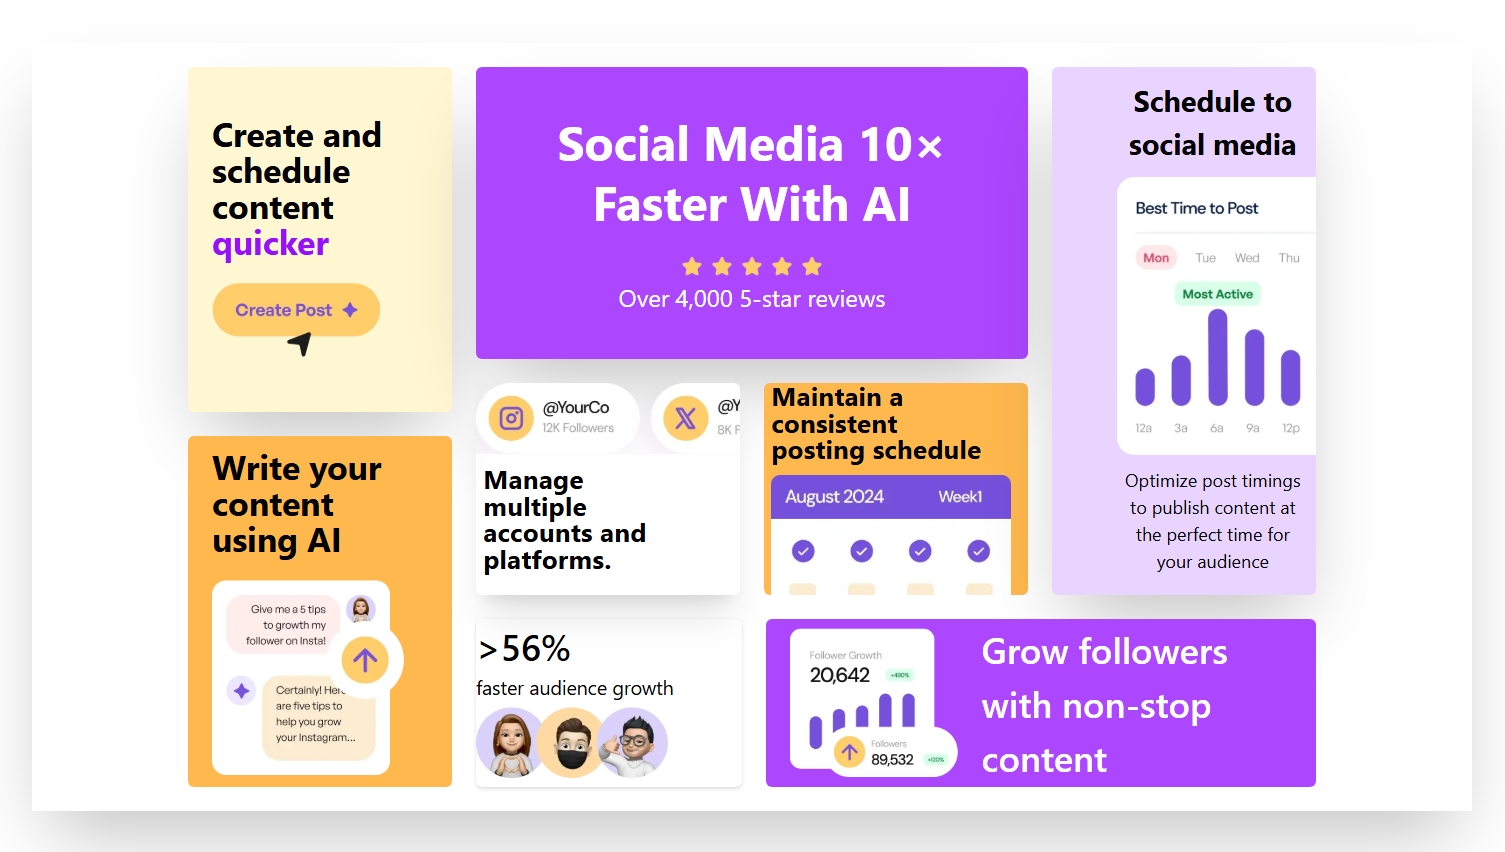 Create and
schedule
content
quicker
Create Post
Social Media 10×
Faster With AI
Over 4,000 5-star reviews
Schedule to
social media
Best Time to Post
Mon Tue Wed Thu
Most Active
12a 3a 6a 9a 12p
Optimize post timings
to publish content at
the perfect time for
your audience
Write your
content
using AI
Give me a 5 tips
to growth my
follower on Insta!
Certainly!
are five tips to
help you grow
your Instagram...
@YourCo
12K Followers
@Y
8K F
Manage
multiple
accounts and
platforms.
Maintain a
consistent
posting schedule
August 2024 Week1
>56%
faster audience growth
Follower Growth
20,642 +490%
Followers
89,532 +120%
Grow followers
with non-stop
content